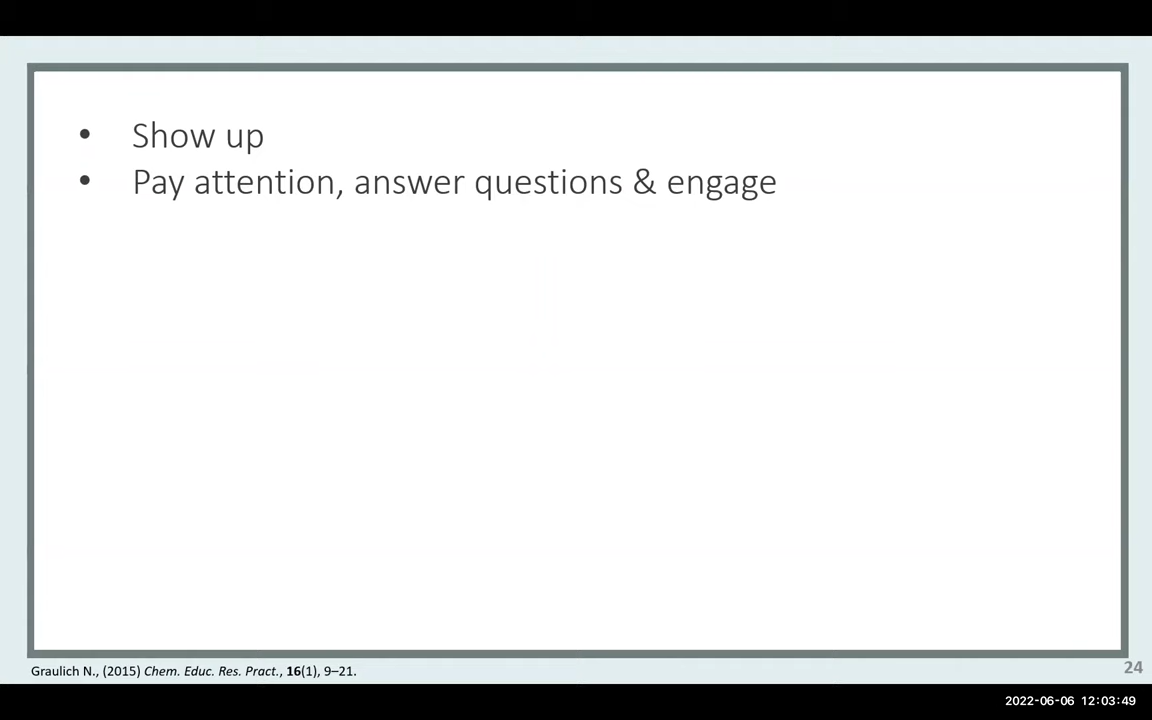 • Show up
• Pay attention, answer questions & engage
Graulich N., (2015) Chem. Educ. Res. Pract., 16(1), 9–21.
24
2022-06-06 12:03:49